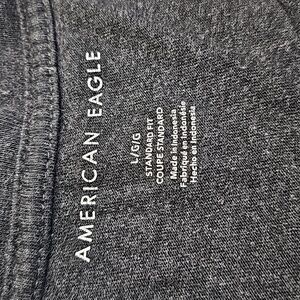 AMERICAN EAGLE
L/G/G
STANDARD FIT
COUPE STANDARD
Made in Indonesia
Fabriqué en Indonésie
Hecho en Indonesia